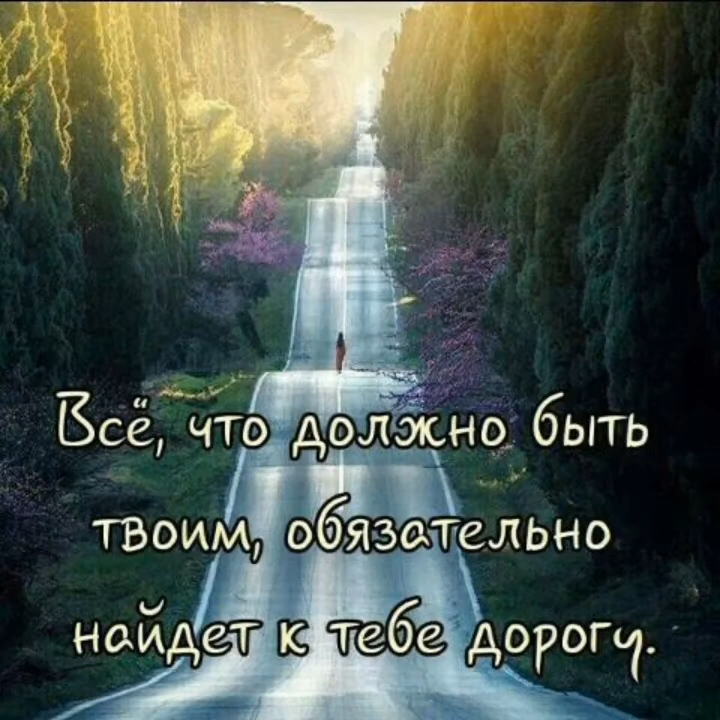 Всё, что должно быть
твоим, обязательно
найдет к тебе дорогу.